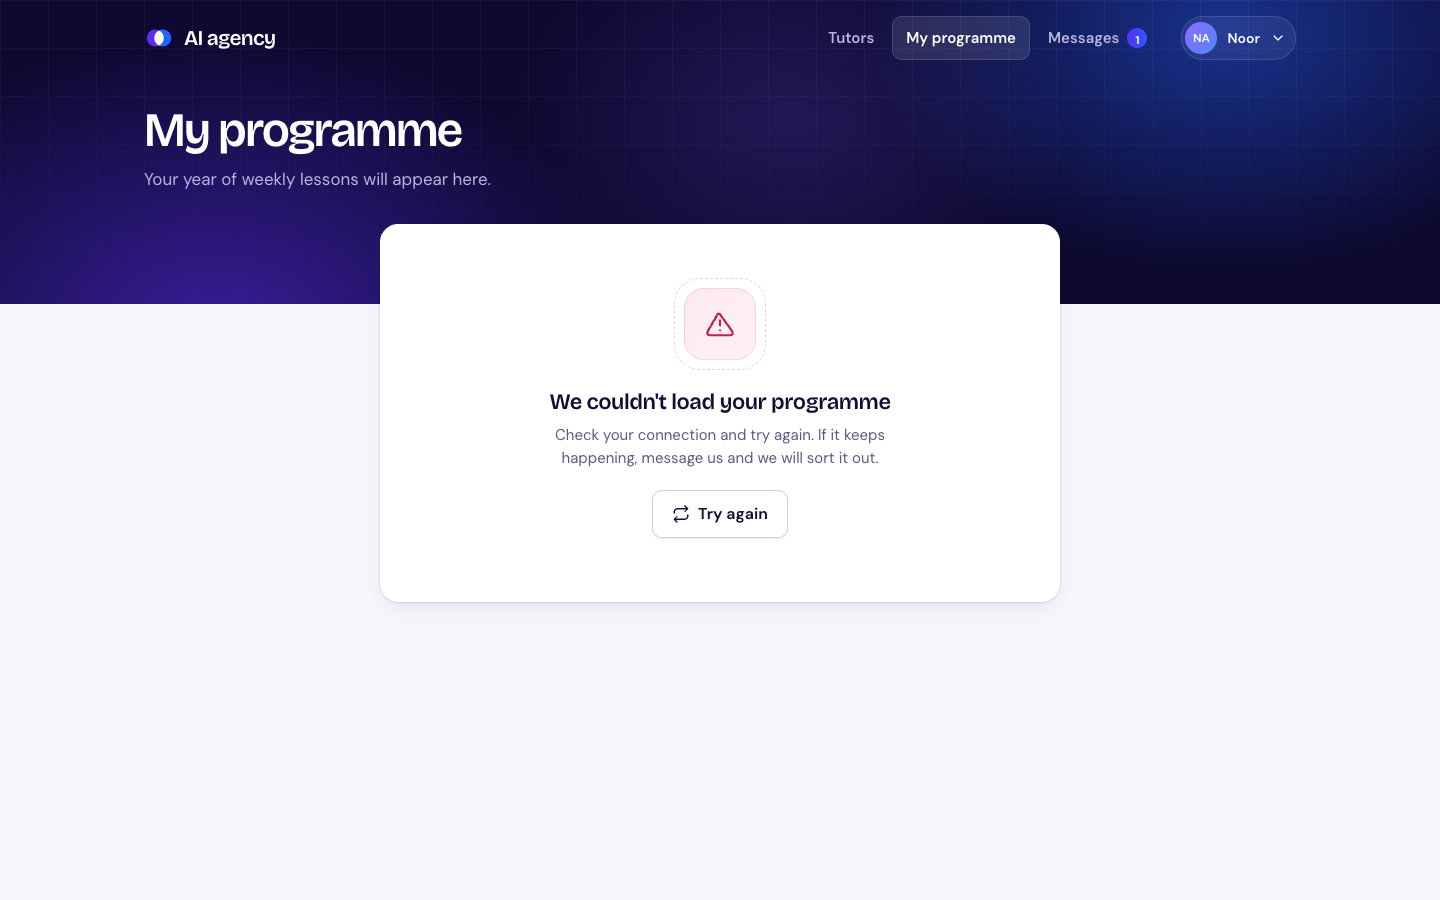 AI agency
Tutors
My programme
Messages 1
NA Noor
My programme
Your year of weekly lessons will appear here.
We couldn't load your programme
Check your connection and try again. If it keeps
happening, message us and we will sort it out.
Try again